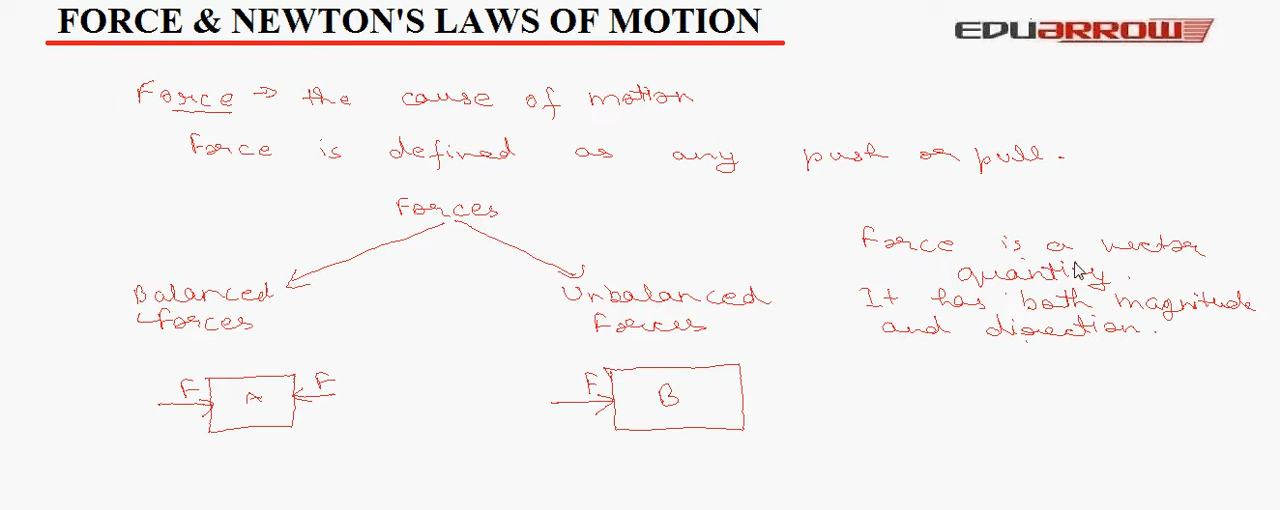 FORCE & NEWTON'S LAWS OF MOTION
EDUARROW
Force → the cause of motion
Force is defined as any push or pull.
Forces
Force is a vector
quantity.
It has both magnitude
and direction.
Balanced
forces
Unbalanced
Forces
F A F
F B